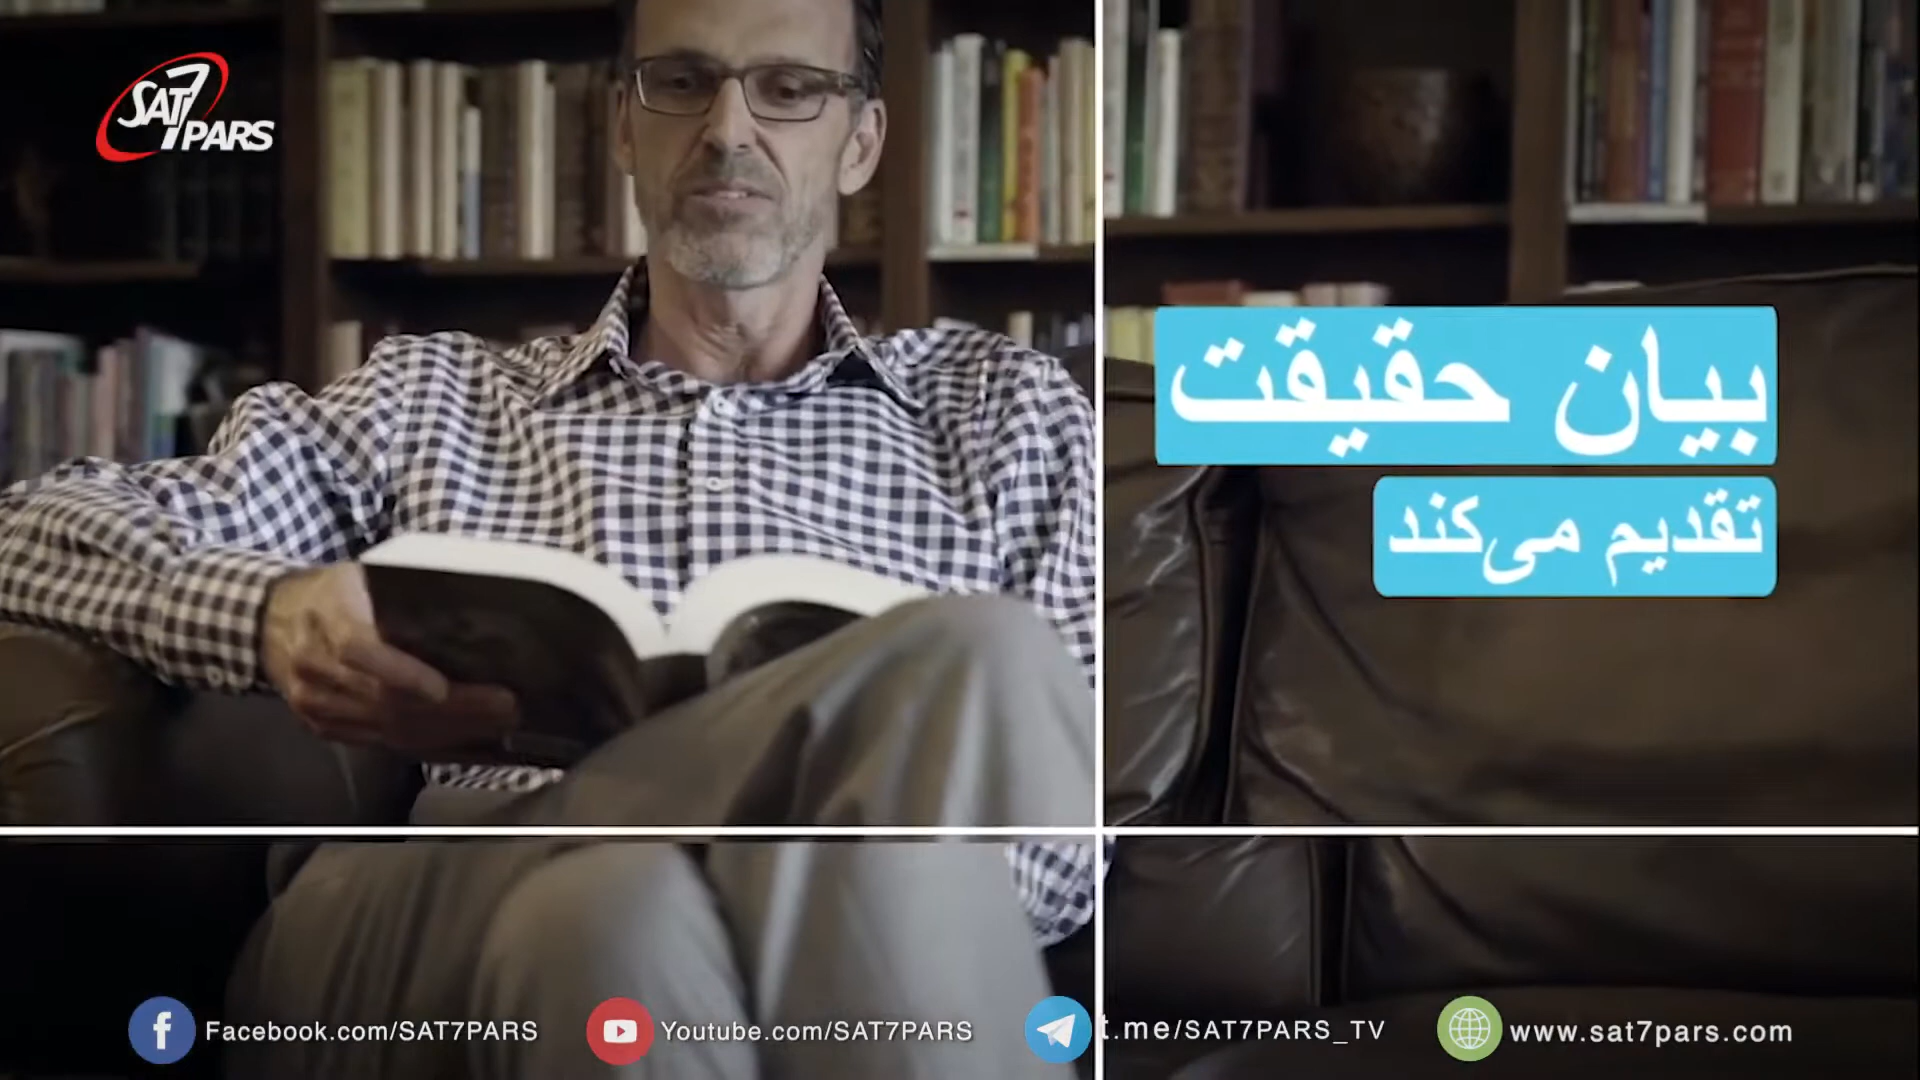 SAT7
PARS
بیان حقیقت
تقدیم می‌کند
Facebook.com/SAT7PARS
Youtube.com/SAT7PARS
t.me/SAT7PARS_TV
www.sat7pars.com